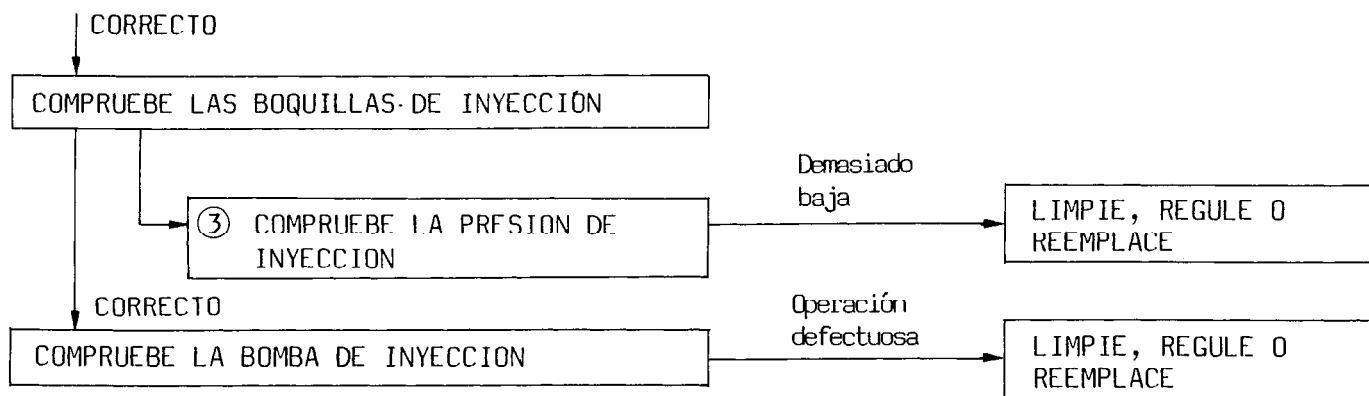 CORRECTO
COMPRUEBE LAS BOQUILLAS DE INYECCIÓN
Demasiado
baja
③ COMPRUEBE LA PRESION DE
INYECCION
LIMPIE, REGULE O
REEMPLACE
CORRECTO
Operación
defectuosa
COMPRUEBE LA BOMBA DE INYECCION
LIMPIE, REGULE O
REEMPLACE